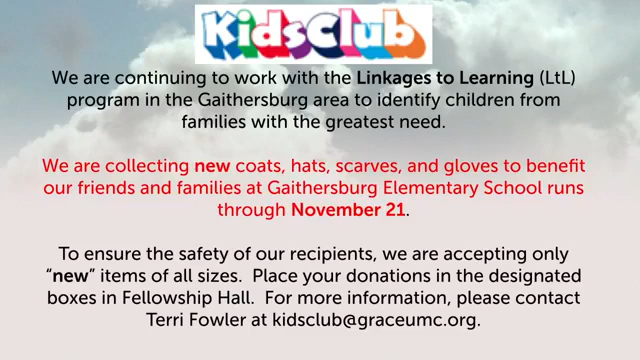 KidsClub
We are continuing to work with the Linkages to Learning (LtL)
program in the Gaithersburg area to identify children from
families with the greatest need.
We are collecting new coats, hats, scarves, and gloves to benefit
our friends and families at Gaithersburg Elementary School runs
through November 21.
To ensure the safety of our recipients, we are accepting only
“new” items of all sizes.  Place your donations in the designated
boxes in Fellowship Hall.  For more information, please contact
Terri Fowler at kidsclub@graceumc.org.